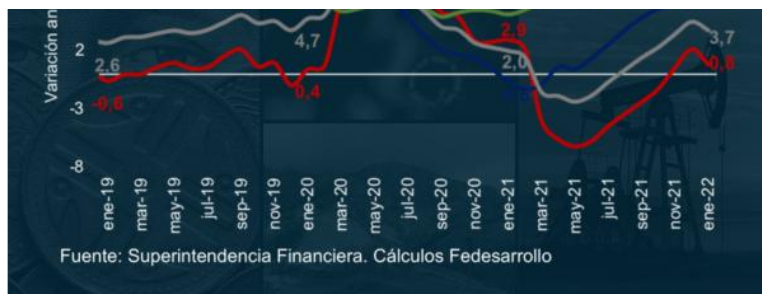 Variación an
2
-3
-8
2,6
-0,6
4,7
0,4
2,9
2,0
3,7
0,8
ene-19
mar-19
may-19
jul-19
sep-19
nov-19
ene-20
mar-20
may-20
jul-20
sep-20
nov-20
ene-21
mar-21
may-21
jul-21
sep-21
nov-21
ene-22
Fuente: Superintendencia Financiera. Cálculos Fedesarrollo